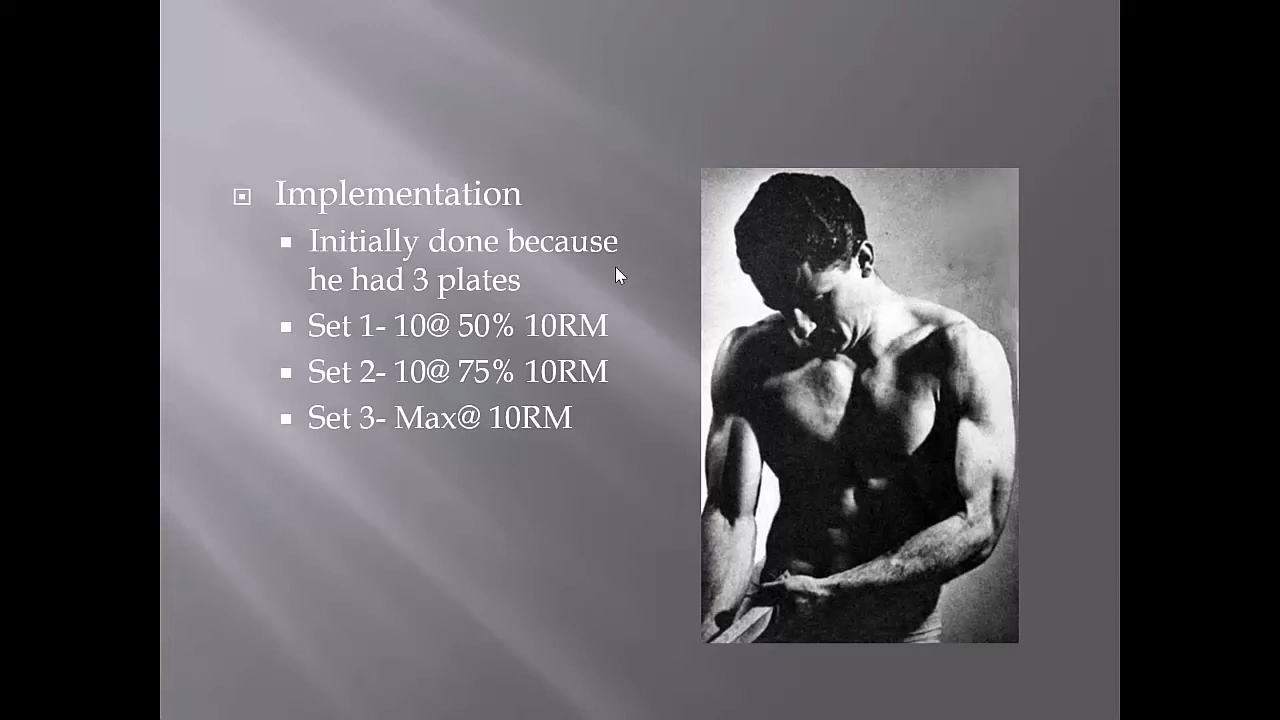 Implementation
Initially done because
he had 3 plates
Set 1- 10@ 50% 10RM
Set 2- 10@ 75% 10RM
Set 3- Max@ 10RM